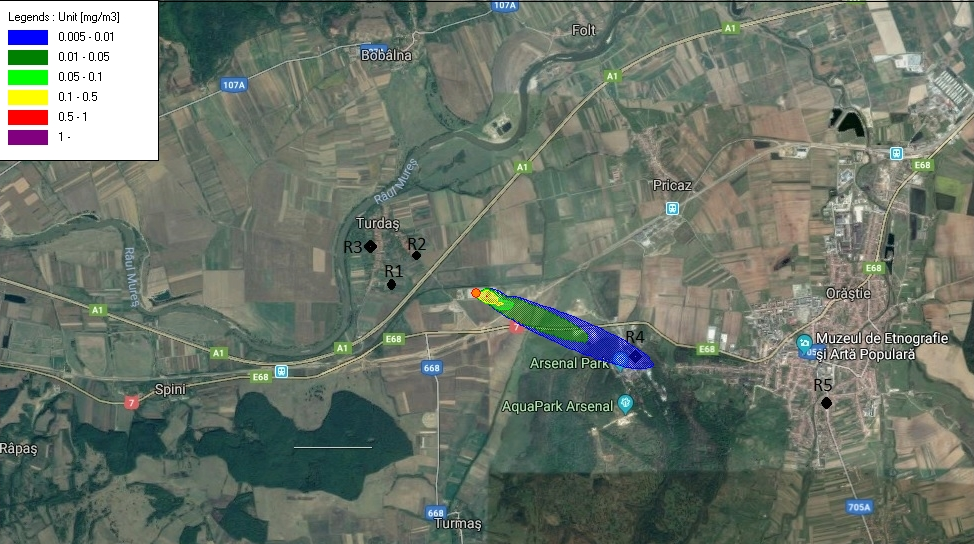 Legends : Unit [mg/m3]
0.005 - 0.01
0.01 - 0.05
0.05 - 0.1
0.1 - 0.5
0.5 - 1
1 -
107A
Folt
A1
Bobâlna
107A
A1
A1
E68
Râul Mureș
Pricaz
Turdaș
R3
R2
R1
Râul Mureș
E68
Orăștie
A1
7
R4
E68
A1
A1
E68
E68
Muzeul de Etnografie
și Artă Populară
Arsenal Park
668
Spini
7
R5
AquaPark Arsenal
Râpaș
705A
668
Turmaș